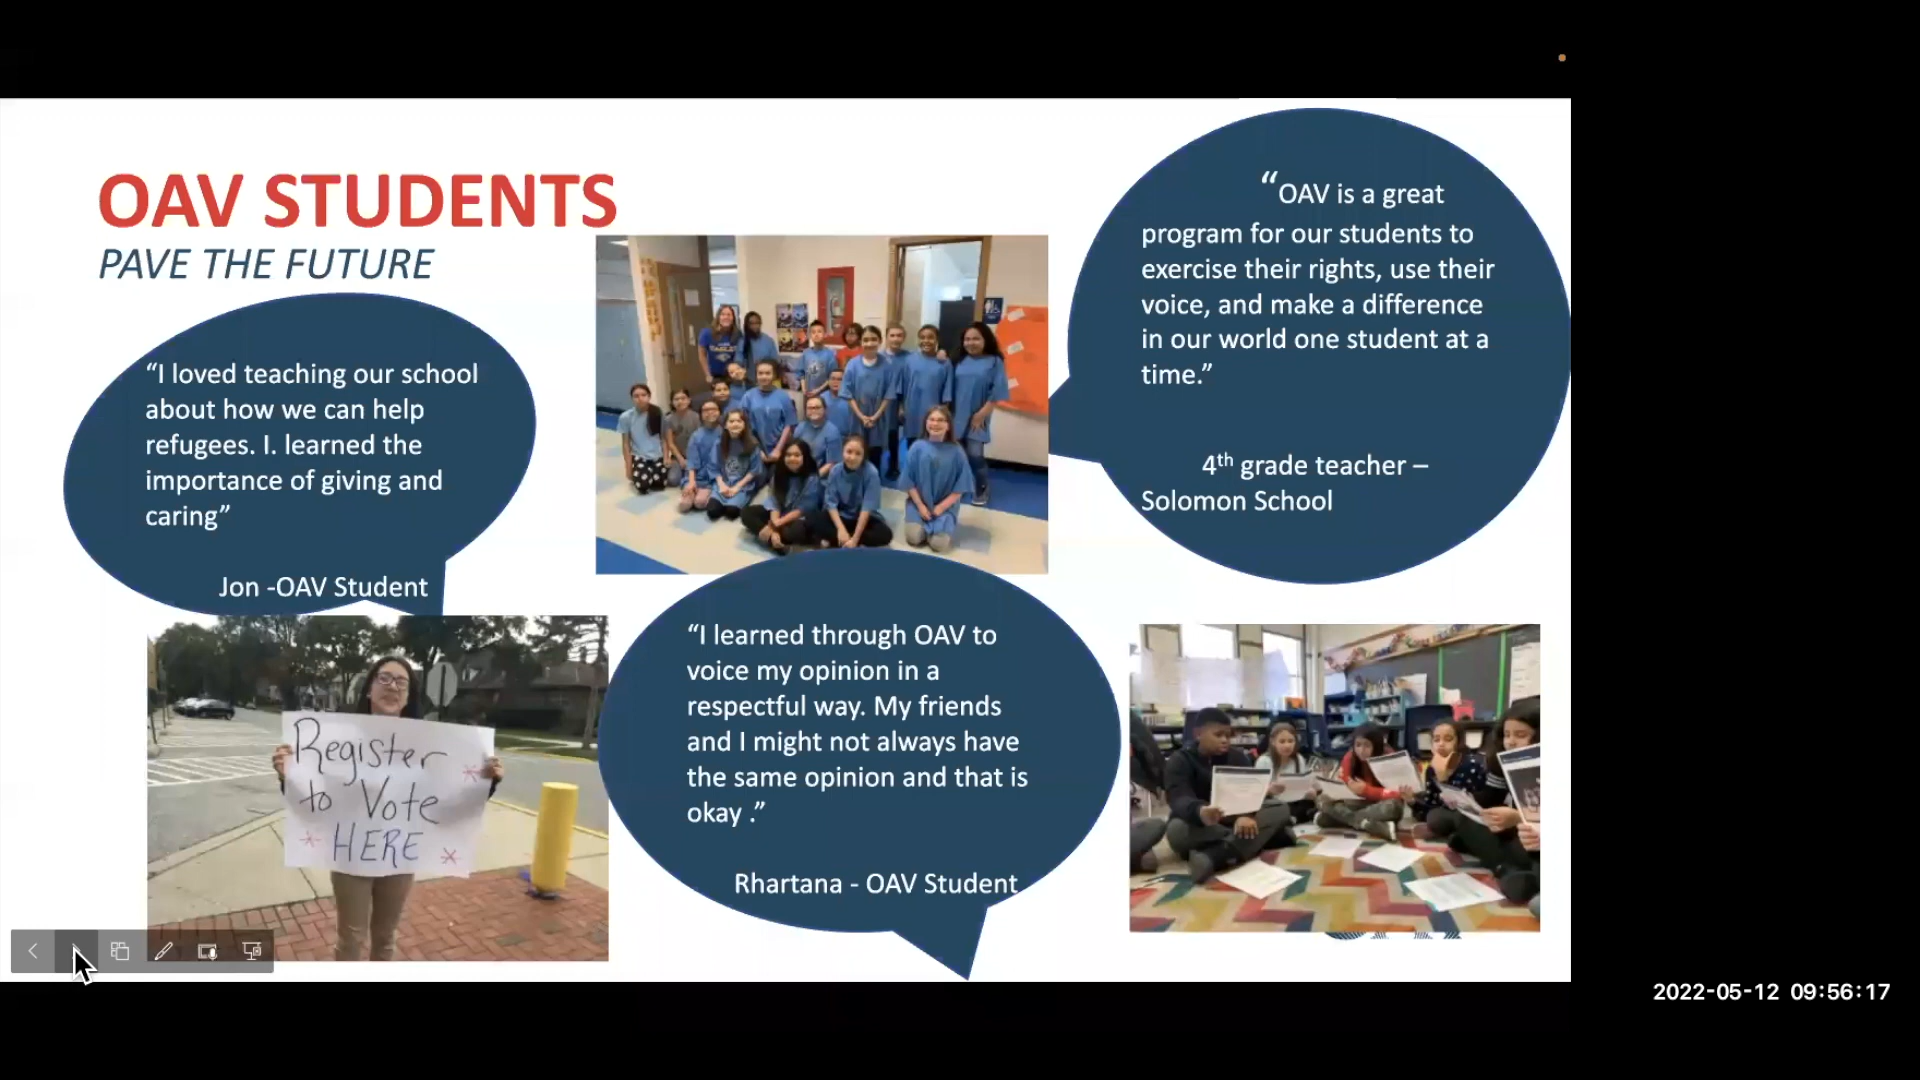 OAV STUDENTS
PAVE THE FUTURE
“I loved teaching our school
about how we can help
refugees. I. learned the
importance of giving and
caring”
Jon -OAV Student
“OAV is a great
program for our students to
exercise their rights, use their
voice, and make a difference
in our world one student at a
time.”
4th grade teacher –
Solomon School
“I learned through OAV to
voice my opinion in a
respectful way. My friends
and I might not always have
the same opinion and that is
okay .”
Rhartana - OAV Student
Register
to Vote
HERE
2022-05-12 09:56:17